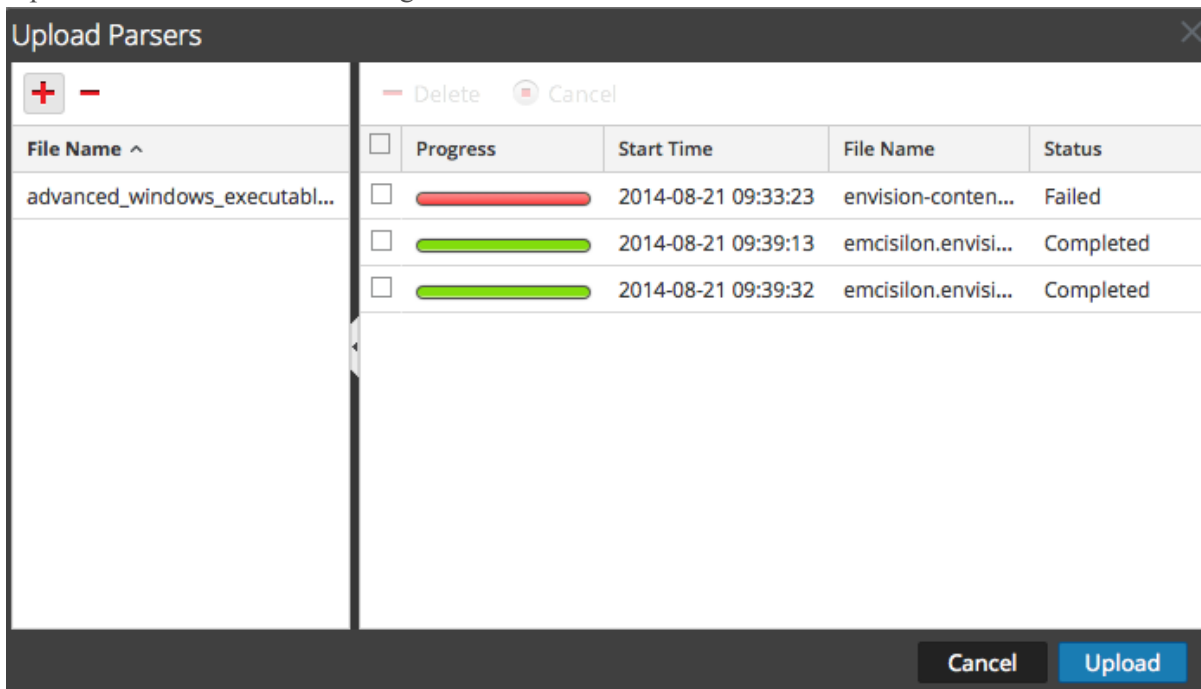 Upload Parsers
Delete Cancel
File Name
advanced_windows_executabl...
Progress Start Time File Name Status
2014-08-21 09:33:23 envision-conten... Failed
2014-08-21 09:39:13 emcisilon.envisi... Completed
2014-08-21 09:39:32 emcisilon.envisi... Completed
Cancel Upload